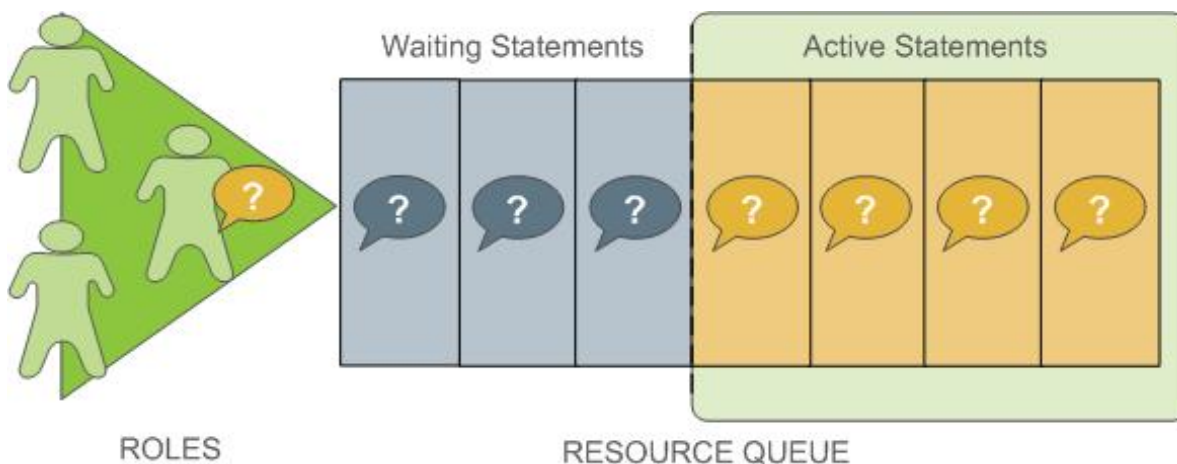 Waiting Statements
Active Statements
?
?
?
?
?
?
?
?
ROLES
RESOURCE QUEUE